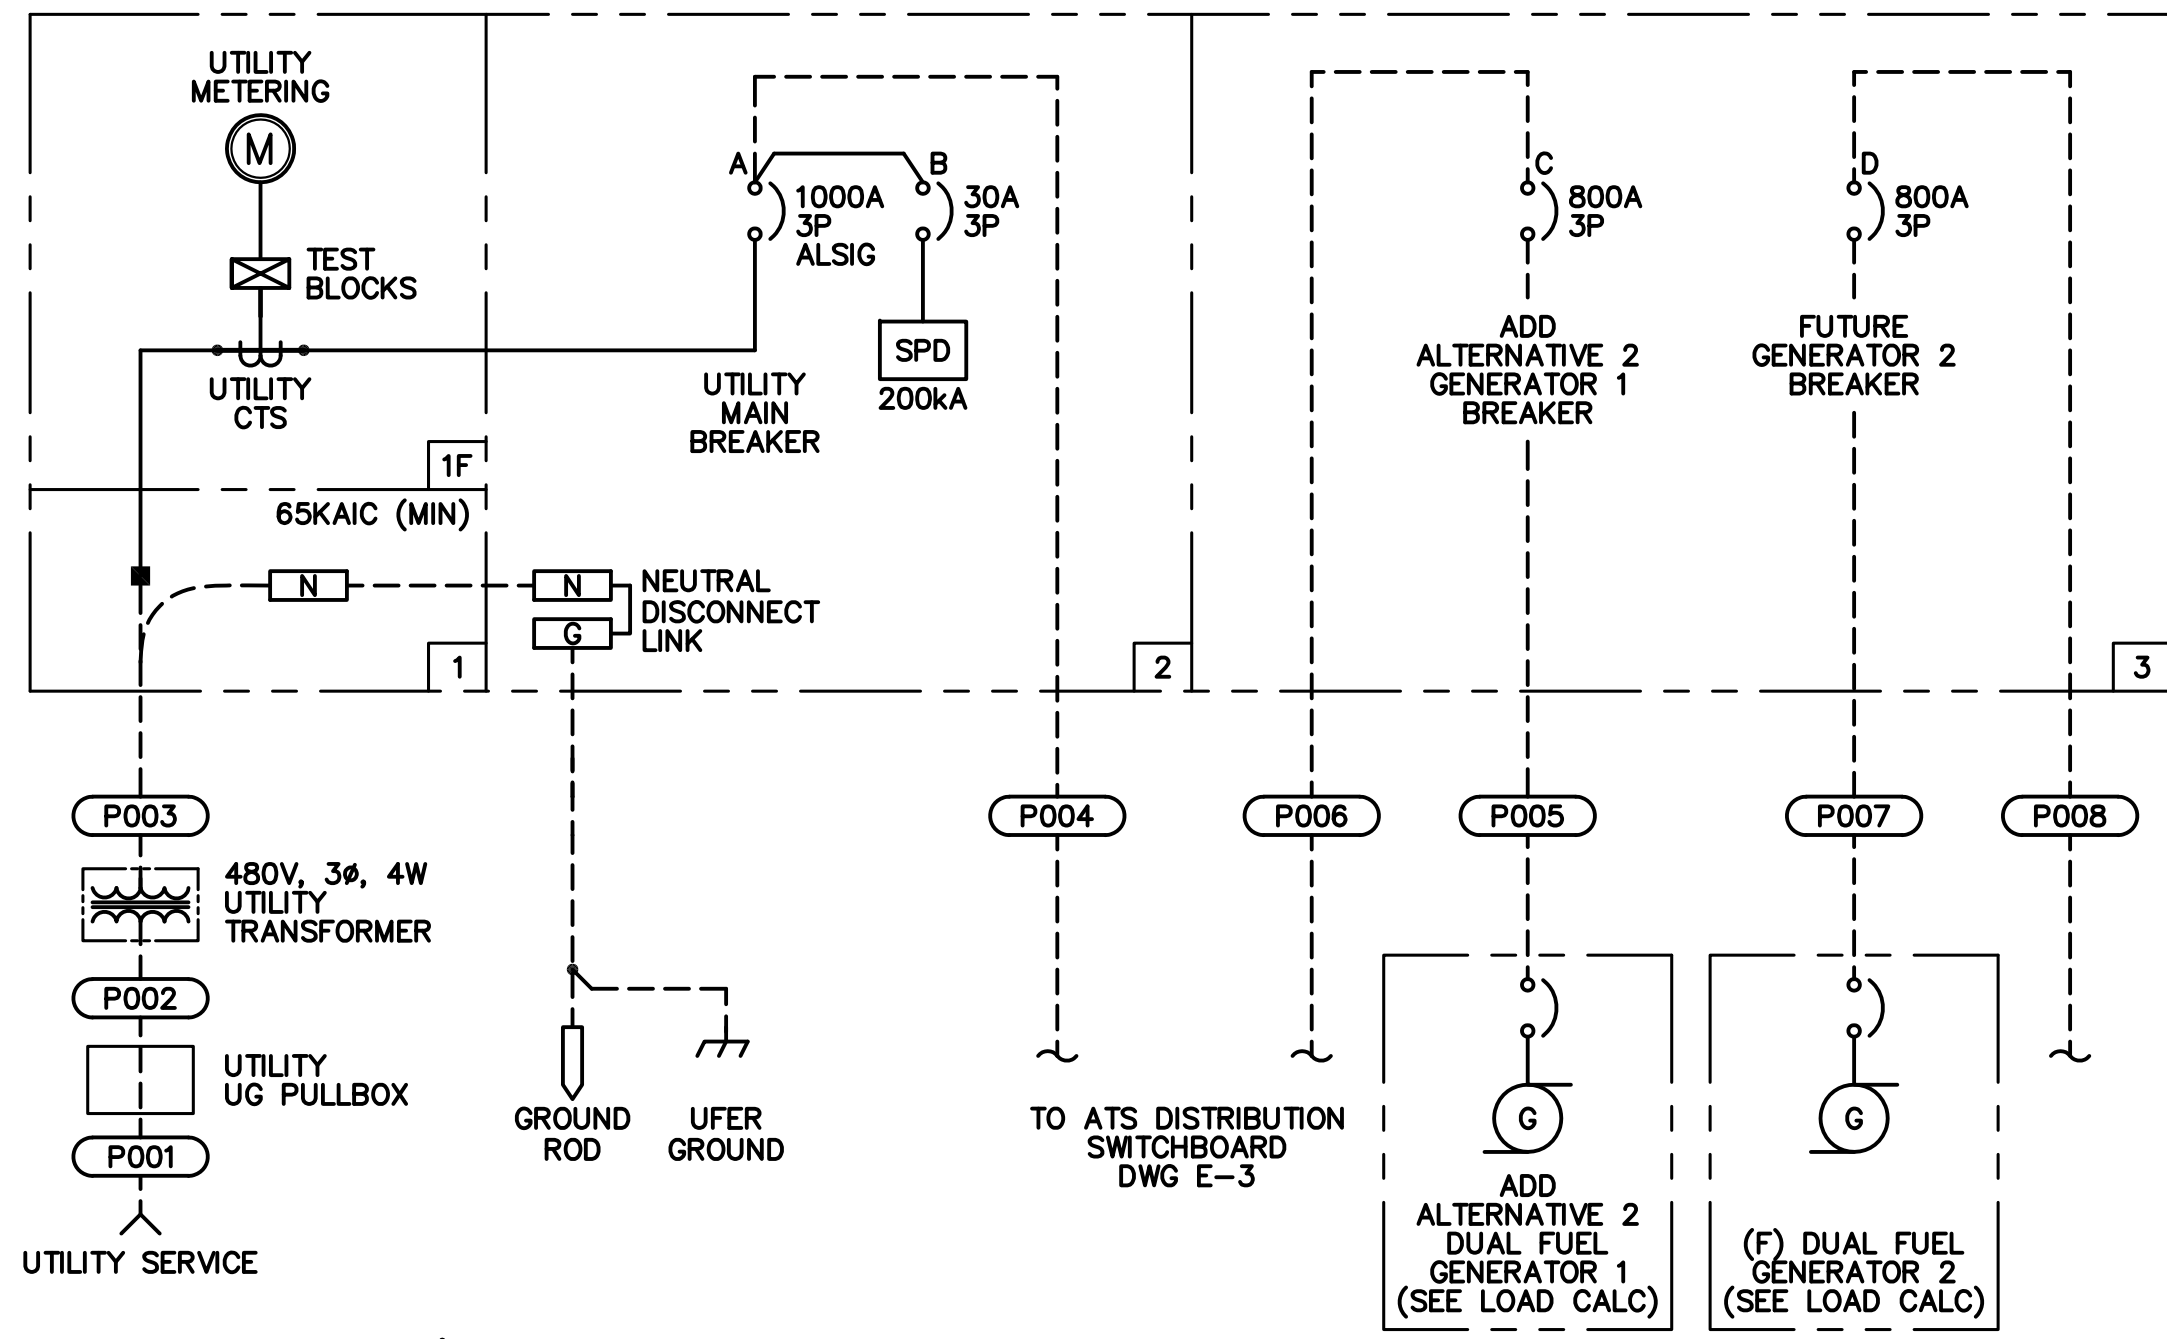 UTILITY
METERING
M
TEST
BLOCKS
UTILITY
CTS
1F
65KAIC (MIN)
N
1
A
1000A
3P
ALSIG
B
30A
3P
SPD
200kA
UTILITY
MAIN
BREAKER
N
G
NEUTRAL
DISCONNECT
LINK
2
C
800A
3P
ADD
ALTERNATIVE 2
GENERATOR 1
BREAKER
D
800A
3P
FUTURE
GENERATOR 2
BREAKER
3
P003
P004
P006
P005
P007
P008
480V, 3ø, 4W
UTILITY
TRANSFORMER
P002
UTILITY
UG PULLBOX
P001
UTILITY SERVICE
GROUND
ROD
UFER
GROUND
TO ATS DISTRIBUTION
SWITCHBOARD
DWG E-3
G
ADD
ALTERNATIVE 2
DUAL FUEL
GENERATOR 1
(SEE LOAD CALC)
G
(F) DUAL FUEL
GENERATOR 2
(SEE LOAD CALC)